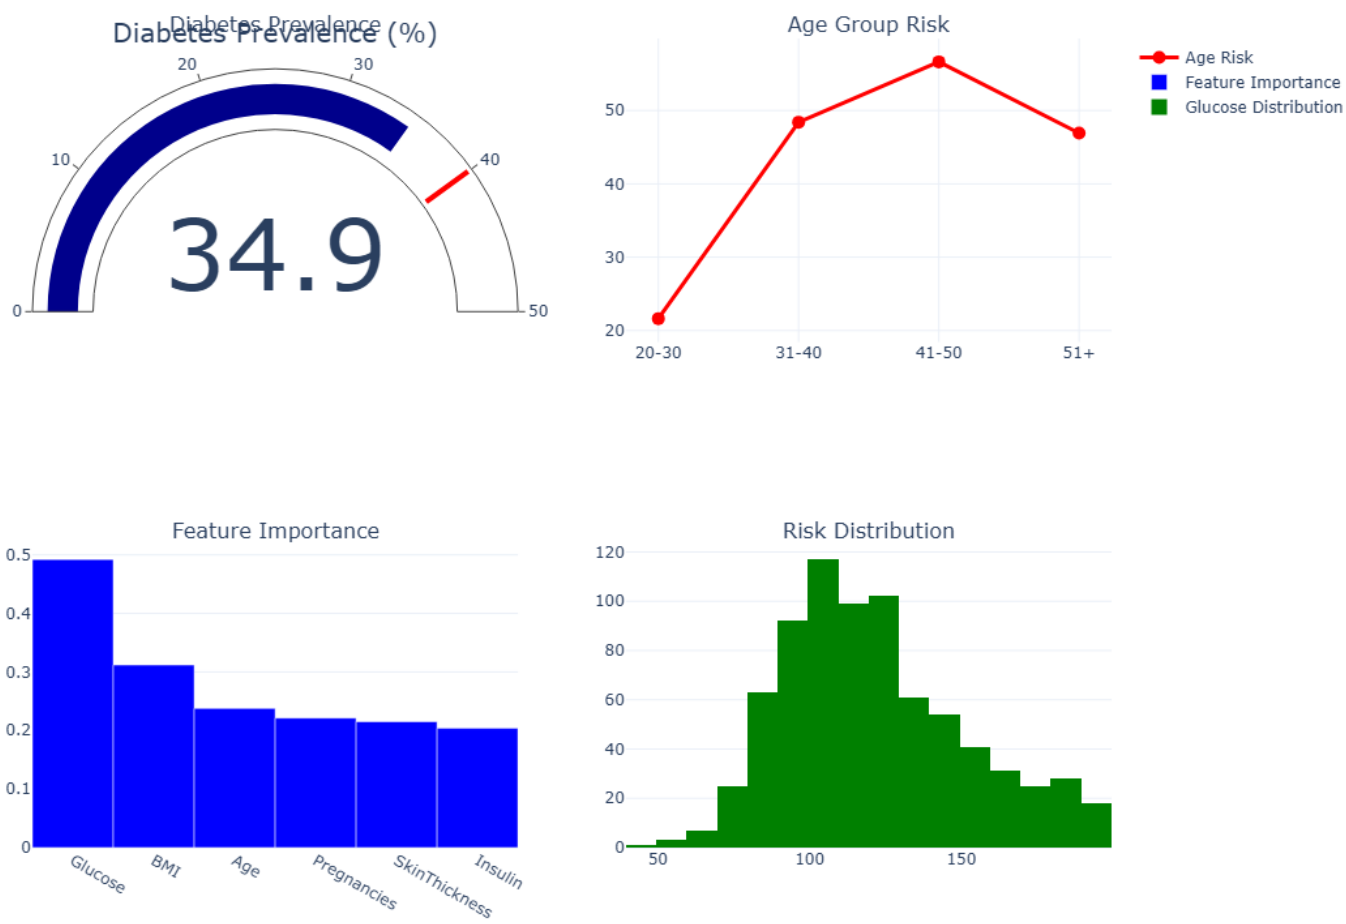 Diabetes Prevalence
Diabetes Prevalence (%)
0
10
20
30
40
50
34.9
Age Group Risk
50
40
30
20
20-30
31-40
41-50
51+
Age Risk
Feature Importance
Glucose Distribution
Feature Importance
0.5
0.4
0.3
0.2
0.1
0
Glucose
BMI
Age
Pregnancies
SkinThickness
Insulin
Risk Distribution
120
100
80
60
40
20
0
50
100
150